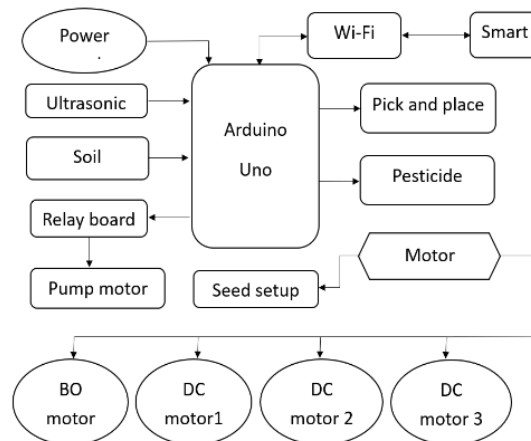 Power
.
Wi-Fi
Smart
Ultrasonic
Arduino
Uno
Pick and place
Soil
Pesticide
Relay board
Motor
Pump motor
Seed setup
BO
motor
DC
motor1
DC
motor 2
DC
motor 3